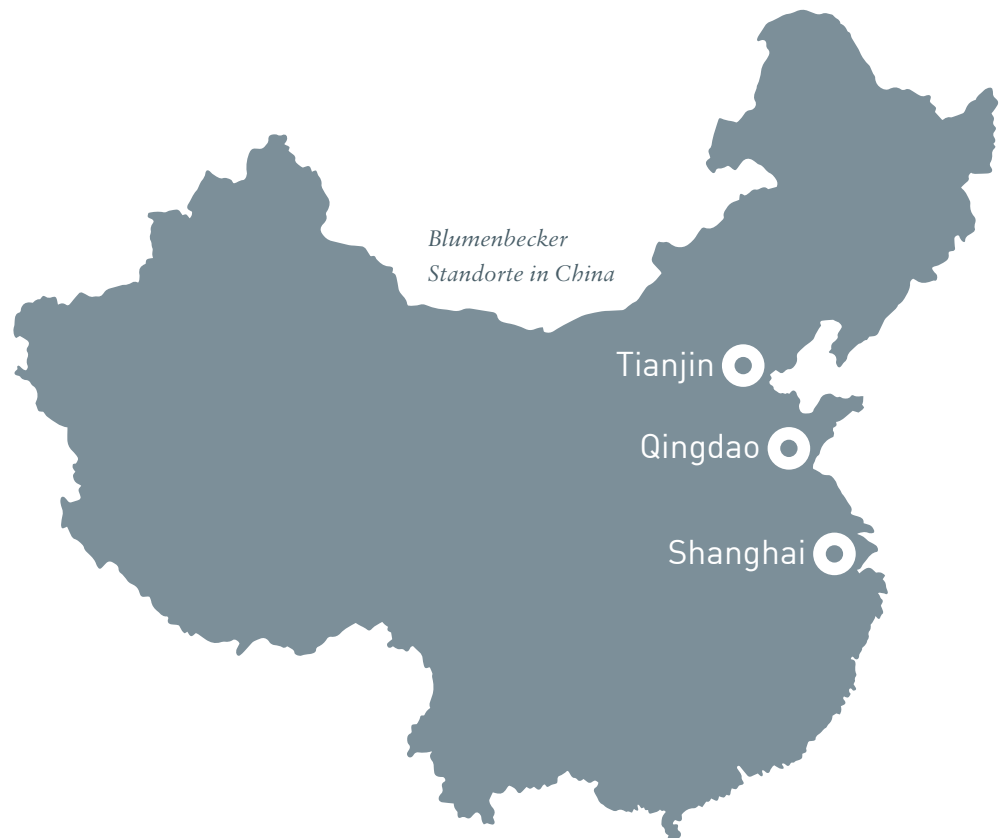 Blumenbecker
Standorte in China
Tianjin
Qingdao
Shanghai